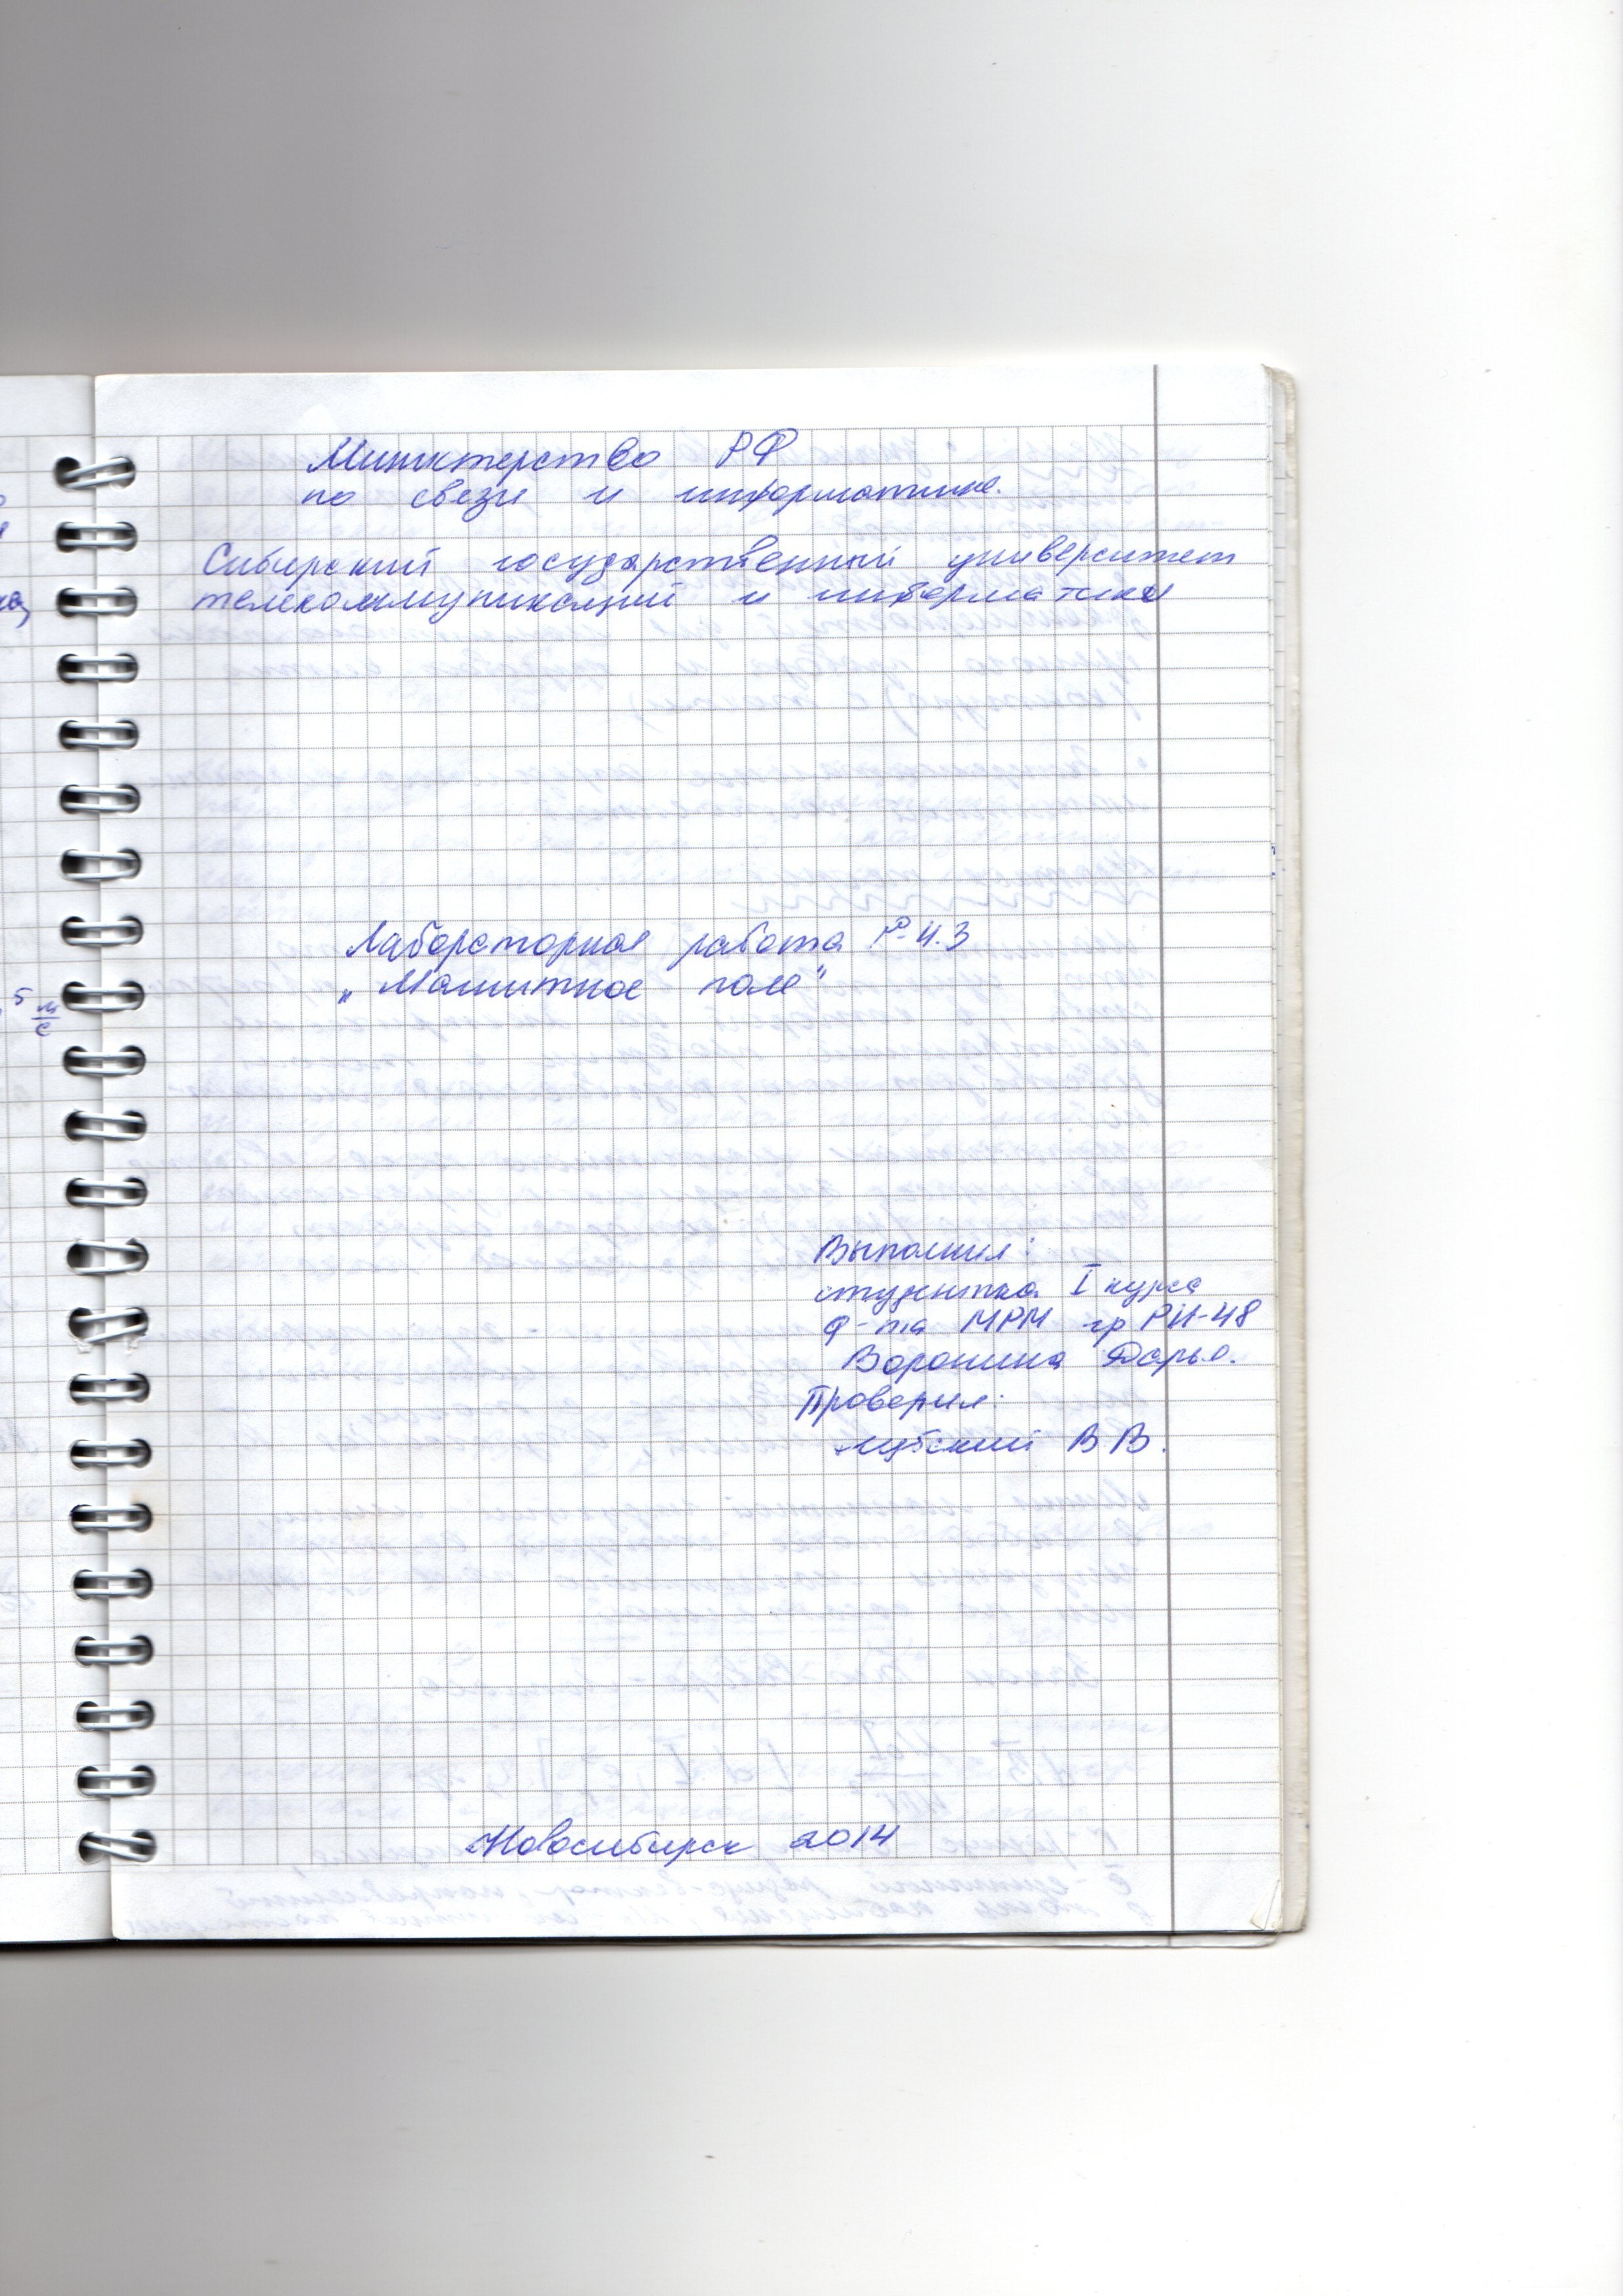 Министерство РФ
по связи и информатике.
Сибирский государственный университет
телекоммуникаций и информатики
Лабораторная работа № 4.3
„Магнитное поле"
Выполнил:
студентка I курса
ф-та МРМ гр РИ-48
Воронина Дарья.
Проверил:
В.В.
Новосибирск 2014
м
с